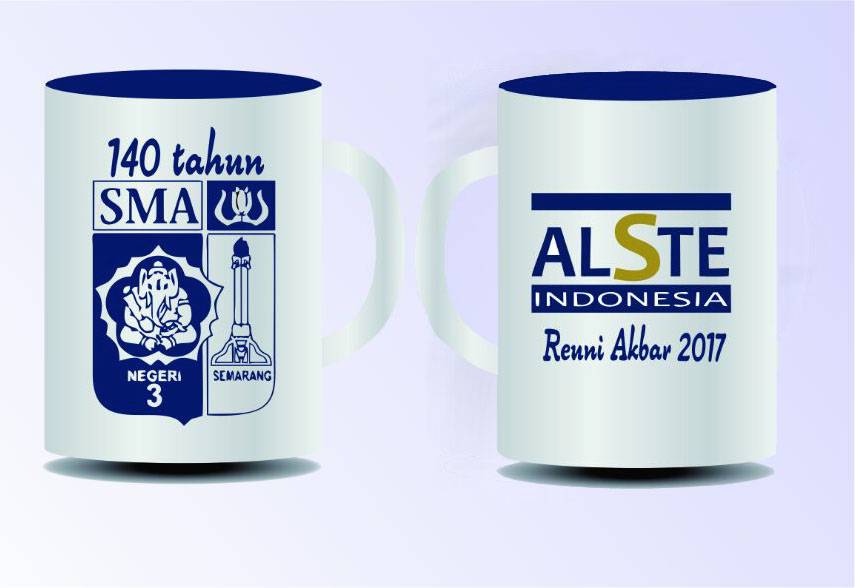 140 tahun
SMA
NEGERI
3
SEMARANG
ALSTE
INDONESIA
Reuni Akbar 2017